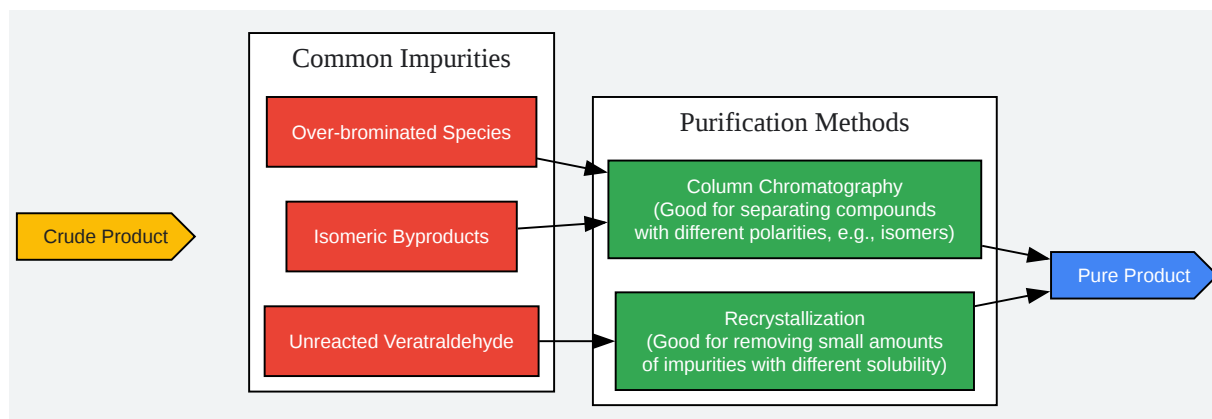 Crude Product
Common Impurities
Over-brominated Species
Isomeric Byproducts
Unreacted Veratraldehyde
Purification Methods
Column Chromatography
(Good for separating compounds
with different polarities, e.g., isomers)
Recrystallization
(Good for removing small amounts
of impurities with different solubility)
Pure Product